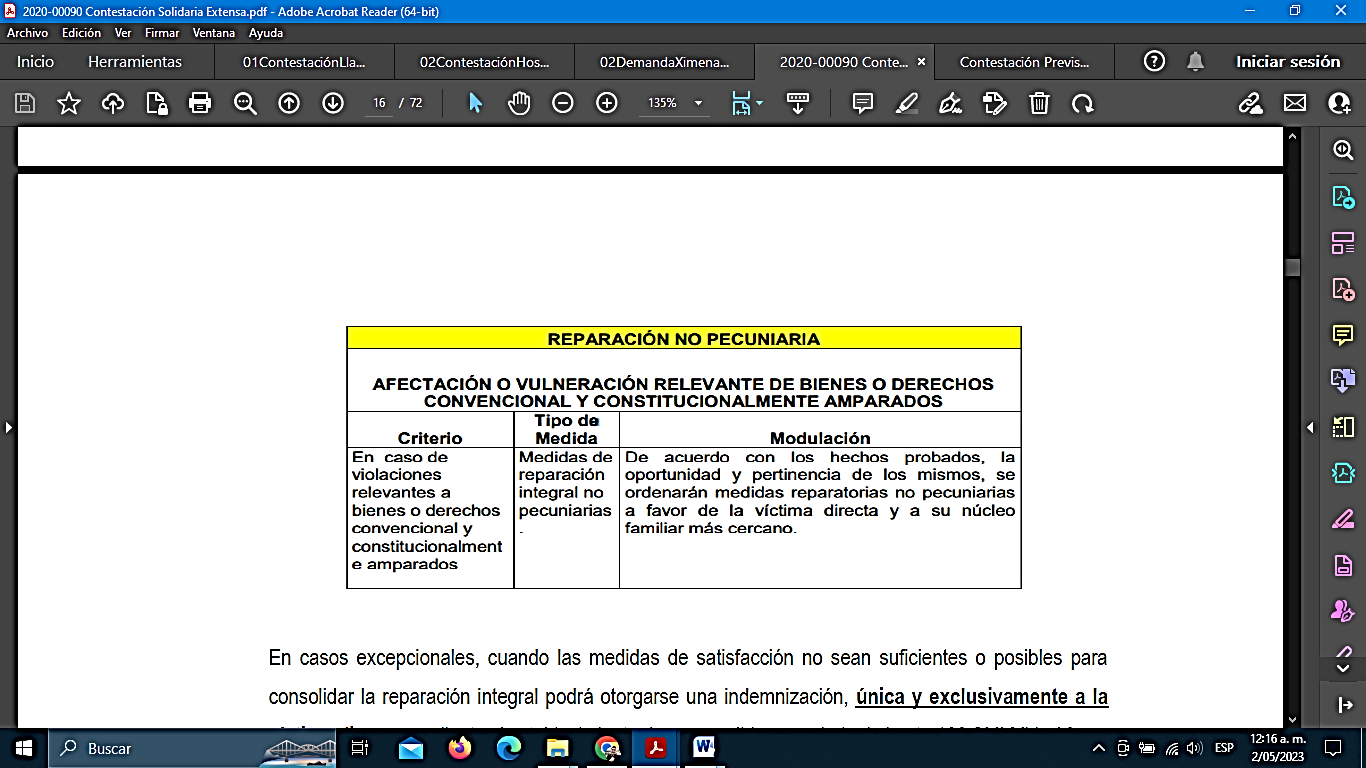 2020-00090 Contestación Solidaria Extensa.pdf - Adobe Acrobat Reader (64-bit)
Archivo Edición Ver Firmar Ventana Ayuda
Inicio Herramientas 01ContestaciónLla... 02ContestaciónHos... 02DemandaXimena... 2020-00090 Conte... Contestación Previs... Iniciar sesión
16 / 72 135%
REPARACIÓN NO PECUNIARIA
AFECTACIÓN O VULNERACIÓN RELEVANTE DE BIENES O DERECHOS
CONVENCIONAL Y CONSTITUCIONALMENTE AMPARADOS
Criterio
Tipo de
Medida
Modulación
En caso de
violaciones
relevantes a
bienes o derechos
convencional y
constitucionalment
e amparados
Medidas de
reparación
integral no
pecuniarias
.
De acuerdo con los hechos probados, la
oportunidad y pertinencia de los mismos, se
ordenarán medidas reparatorias no pecuniarias
a favor de la víctima directa y a su núcleo
familiar más cercano.
En casos excepcionales, cuando las medidas de satisfacción no sean suficientes o posibles para
consolidar la reparación integral podrá otorgarse una indemnización, única y exclusivamente a la
Buscar
ESP
12:16 a. m.
2/05/2023